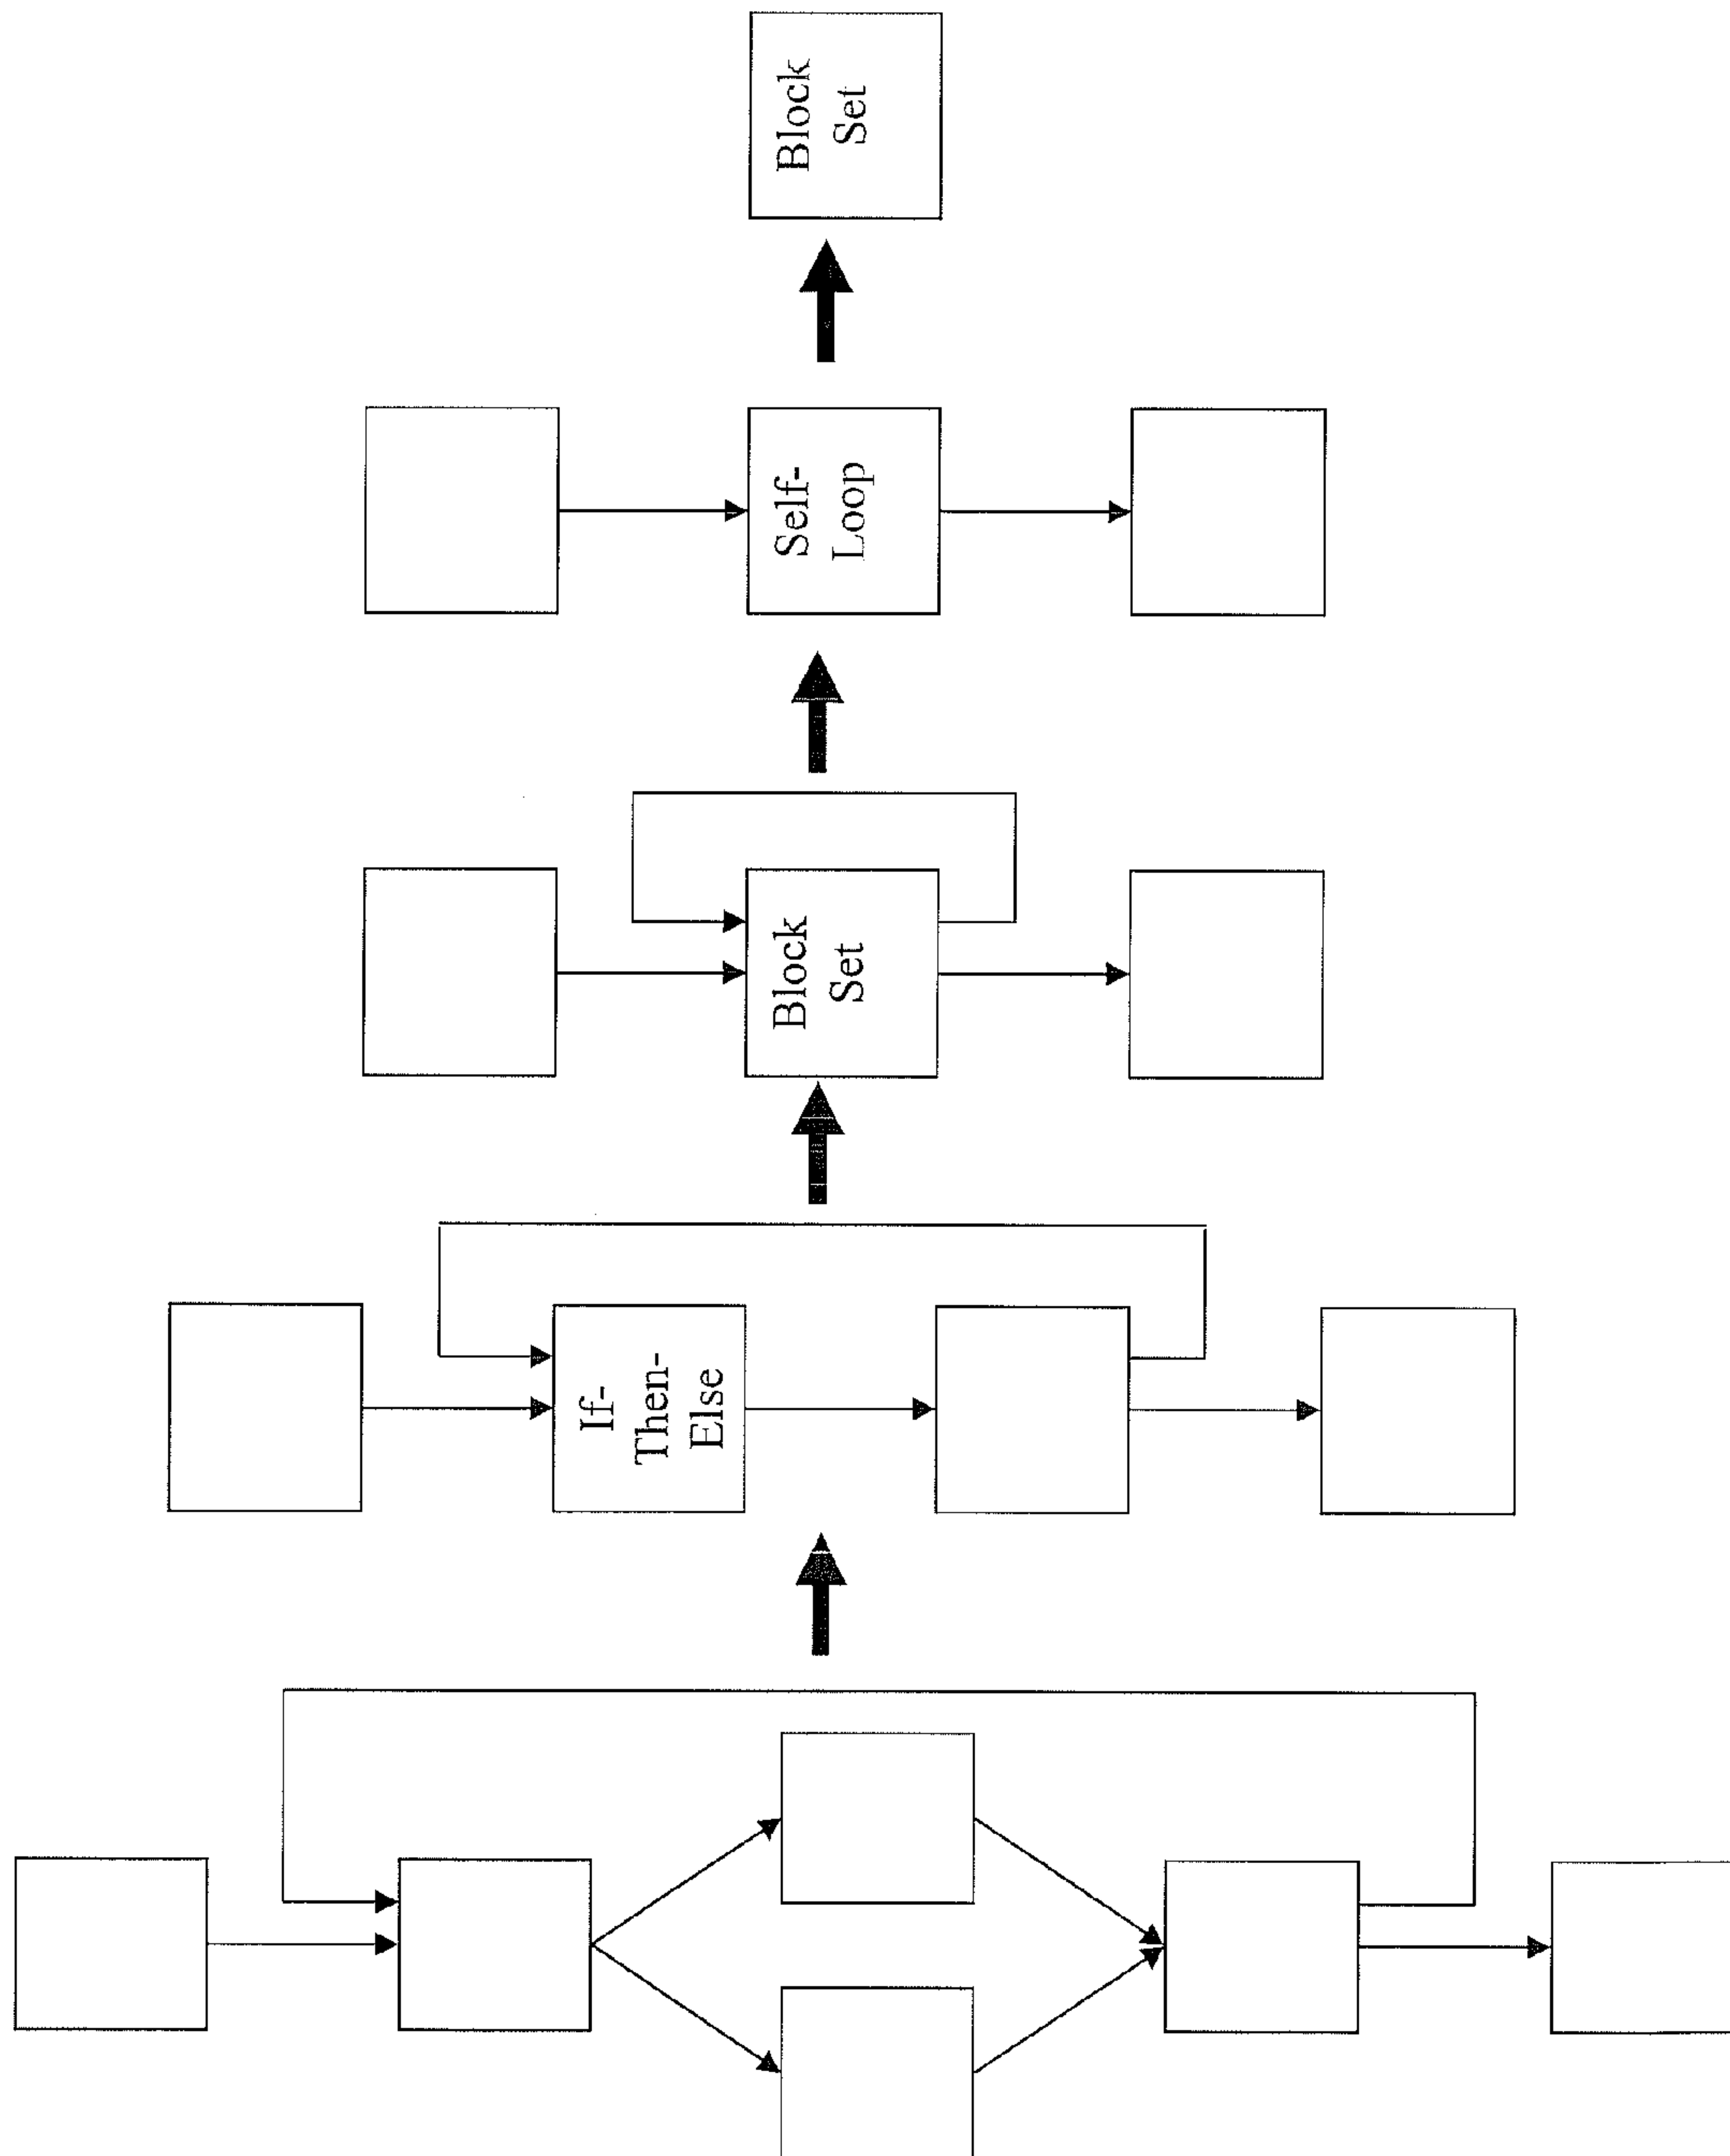 If-
Then-
Else
Block
Set
Self-
Loop
Block
Set